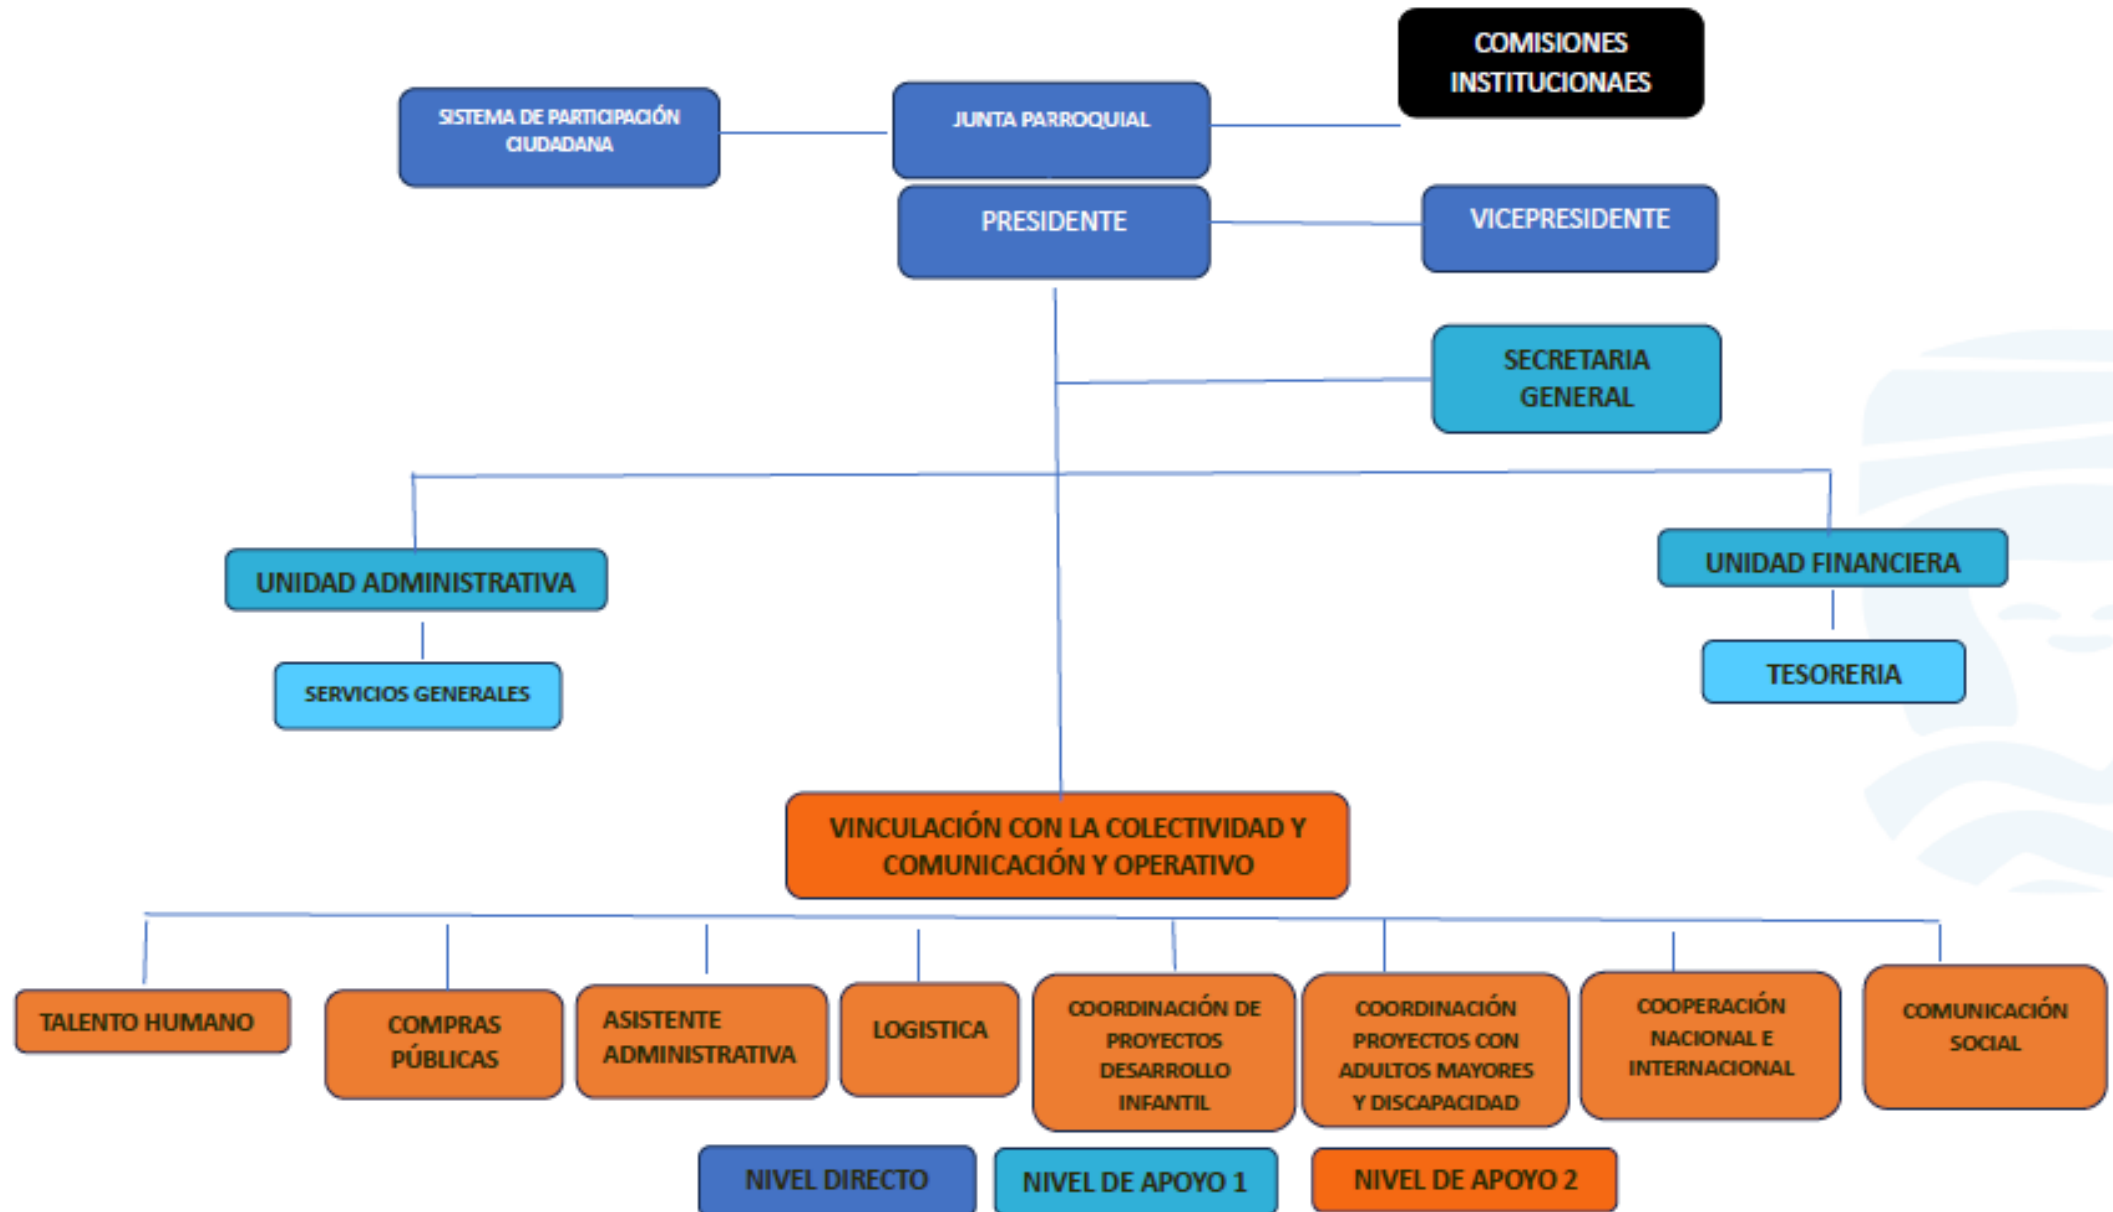 COMISIONES
INSTITUCIONAES
SISTEMA DE PARTICIPACIÓN
CIUDADANA
JUNTA PARROQUIAL
PRESIDENTE
VICEPRESIDENTE
SECRETARIA
GENERAL
UNIDAD ADMINISTRATIVA
UNIDAD FINANCIERA
SERVICIOS GENERALES
TESORERIA
VINCULACIÓN CON LA COLECTIVIDAD Y
COMUNICACIÓN Y OPERATIVO
TALENTO HUMANO
COMPRAS
PÚBLICAS
ASISTENTE
ADMINISTRATIVA
LOGISTICA
COORDINACIÓN DE
PROYECTOS
DESARROLLO
INFANTIL
COORDINACIÓN
PROYECTOS CON
ADULTOS MAYORES
Y DISCAPACIDAD
COOPERACIÓN
NACIONAL E
INTERNACIONAL
COMUNICACIÓN
SOCIAL
NIVEL DIRECTO
NIVEL DE APOYO 1
NIVEL DE APOYO 2